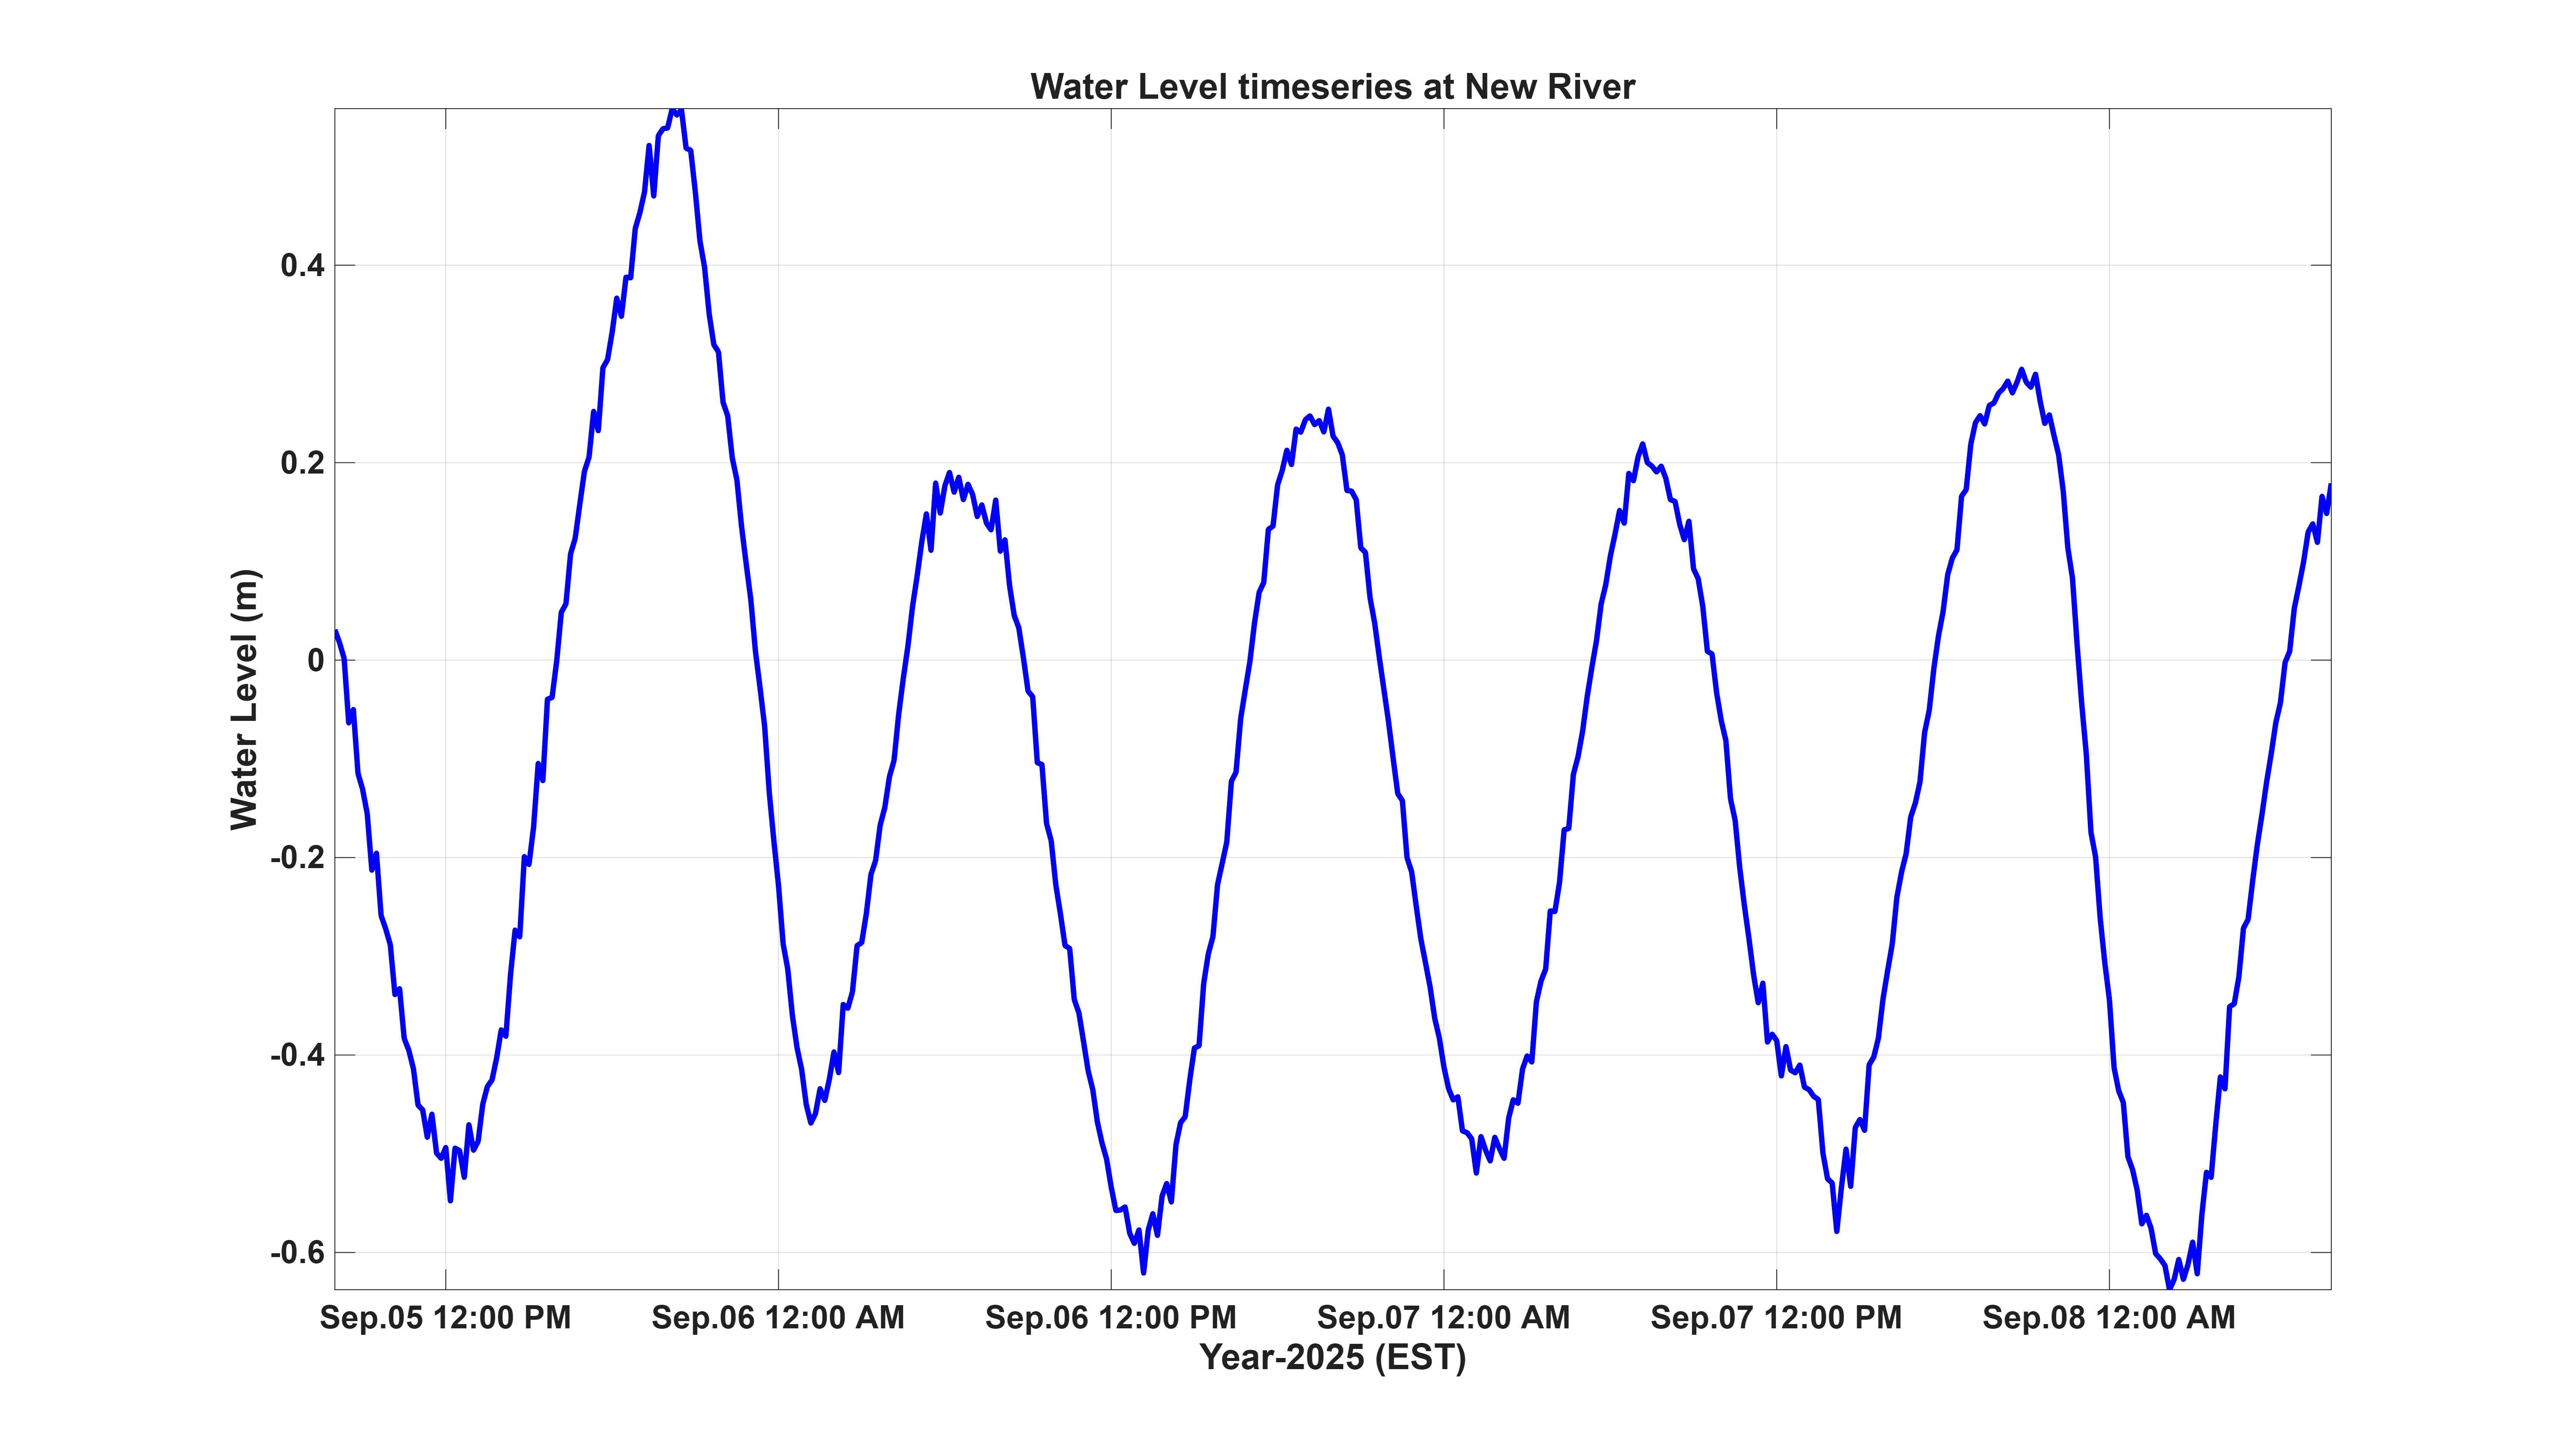 Water Level timeseries at New River
0.4
0.2
0
-0.2
-0.4
-0.6
Water Level (m)
Sep.05 12:00 PM Sep.06 12:00 AM Sep.06 12:00 PM Sep.07 12:00 AM Sep.07 12:00 PM Sep.08 12:00 AM
Year-2025 (EST)